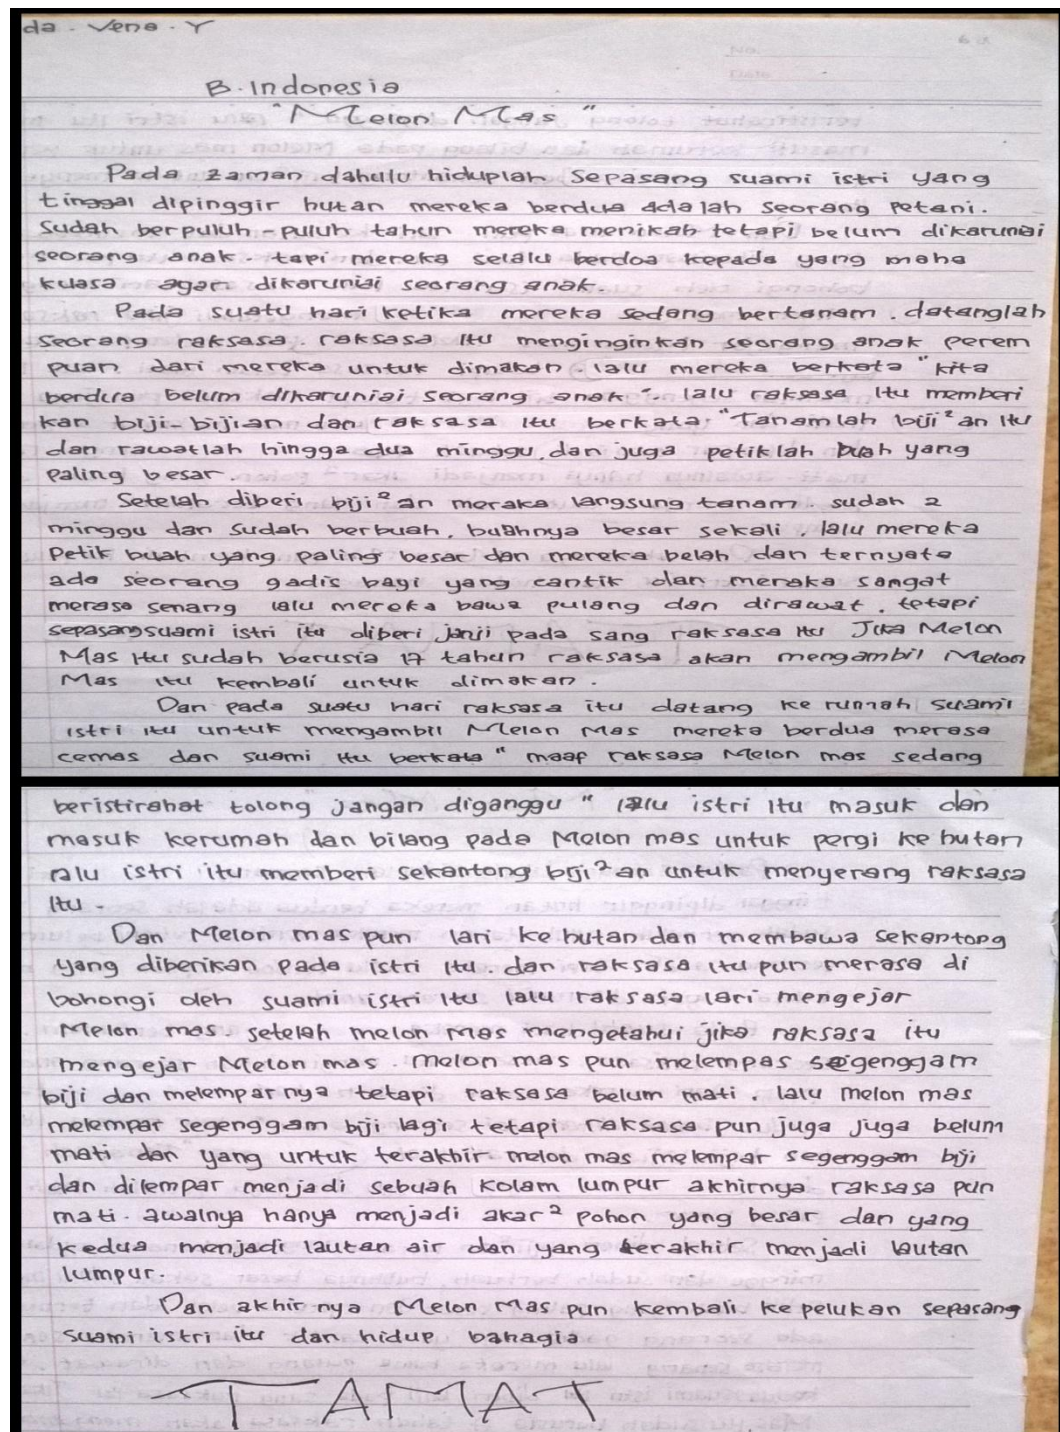 da. Vena. Y
B. Indonesia
"Melon Mas"
Pada zaman dahulu hiduplah sepasang suami istri yang
tinggal dipinggir hutan mereka berdua adalah seorang petani.
Sudah berpuluh-puluh tahun mereka menikah tetapi belum dikaruniai
seorang anak. tapi mereka selalu berdoa kepada yang maha
kuasa agar dikaruniai seorang anak.
Pada suatu hari ketika mereka sedang bertanam. datanglah
seorang raksasa. raksasa itu menginginkan seorang anak perem
puan dari mereka untuk dimakan. lalu mereka berkata "kita
berdua belum dikaruniai seorang anak". lalu raksasa itu memberi
kan biji-bijian dan raksasa itu berkata "Tanamlah biji²an itu
dan rawatlah hingga dua minggu, dan juga petiklah buah yang
paling besar.
Setelah diberi biji²an meraka langsung tanam. sudah 2
minggu dan sudah berbuah, buahnya besar sekali. lalu mereka
Petik buah yang paling besar dan mereka belah dan ternyata
ada seorang gadis bayi yang cantik dan meraka sangat
merasa senang lalu mereka bawa pulang dan dirawat. tetapi
sepasang suami istri itu diberi janji pada sang raksasa itu Jika Melon
Mas itu sudah berusia 17 tahun raksasa akan mengambil Melon
Mas itu kembali untuk dimakan.
Dan pada suatu hari raksasa itu datang ke rumah suami
istri itu untuk mengambil Melon Mas mereka berdua merasa
cemas dan suami itu berkata "maaf raksasa Melon mas sedang
beristirahat tolong jangan diganggu" lalu istri itu masuk dan
masuk kerumah dan bilang pada Melon mas untuk pergi ke hutan
lalu istri itu memberi sekantong biji²an untuk menyerang raksasa
itu.
Dan Melon mas pun lari ke hutan dan membawa sekantong
yang diberikan pada istri itu. dan raksasa itu pun merasa di
bohongi oleh suami istri itu lalu raksasa lari mengejar
Melon mas. setelah melon Mas mengetahui jika raksasa itu
mengejar Melon mas. melon mas pun melempas segenggam
biji dan melemparnya tetapi raksasa belum mati. lalu melon mas
melempar segenggam biji lagi tetapi raksasa pun juga juga belum
mati dan yang untuk terakhir melon mas melempar segenggam biji
dan dilempar menjadi sebuah kolam lumpur akhirnya raksasa pun
mati. awalnya hanya menjadi akar² pohon yang besar dan yang
kedua menjadi lautan air dan yang terakhir menjadi lautan
lumpur.
Dan akhirnya Melon Mas pun kembali ke pelukan sepasang
suami istri itu dan hidup bahagia
TAMAT